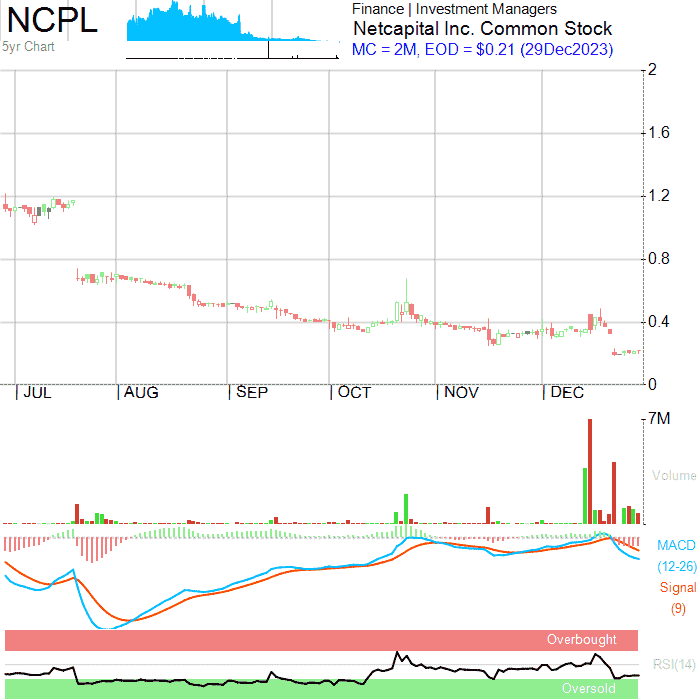 NCPL
5yr Chart
Finance | Investment Managers
Netcapital Inc. Common Stock
MC = 2M, EOD = $0.21 (29Dec2023)
2
1.6
1.2
0.8
0.4
0
JUL AUG SEP OCT NOV DEC
7M
Volume
MACD
(12-26)
Signal
(9)
Overbought
RSI(14)
Oversold